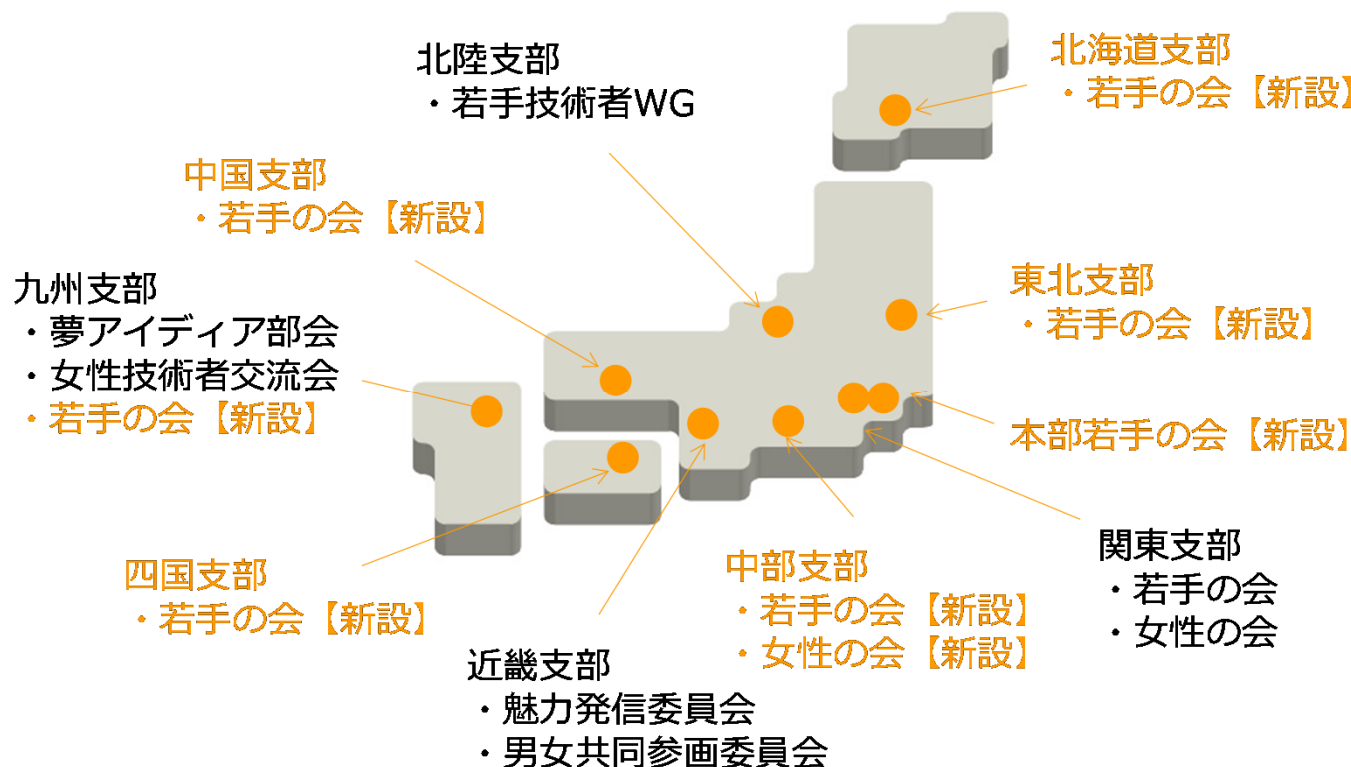 北海道支部
・若手の会【新設】
北陸支部
・若手技術者WG
中国支部
・若手の会【新設】
東北支部
・若手の会【新設】
九州支部
・夢アイディア部会
・女性技術者交流会
・若手の会【新設】
本部若手の会【新設】
関東支部
・若手の会
・女性の会
中部支部
・若手の会【新設】
・女性の会【新設】
四国支部
・若手の会【新設】
近畿支部
・魅力発信委員会
・男女共同参画委員会